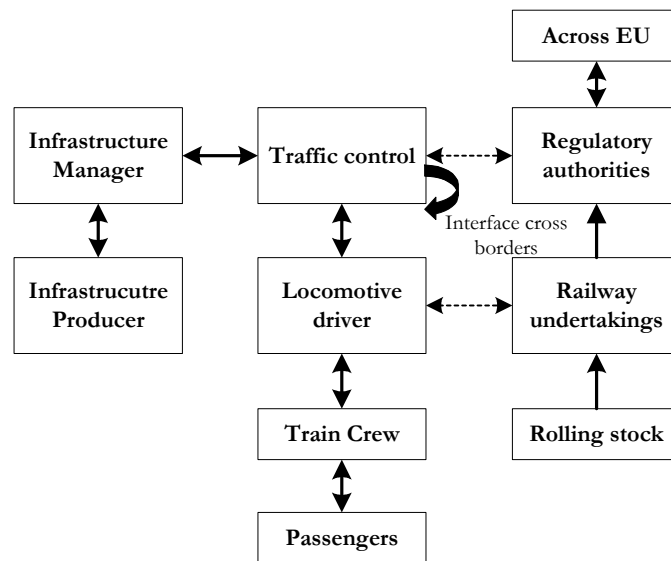 Across EU
Infrastructure
Manager
Traffic control
Regulatory
authorities
Interface cross
borders
Infrastrucutre
Producer
Locomotive
driver
Railway
undertakings
Train Crew
Rolling stock
Passengers